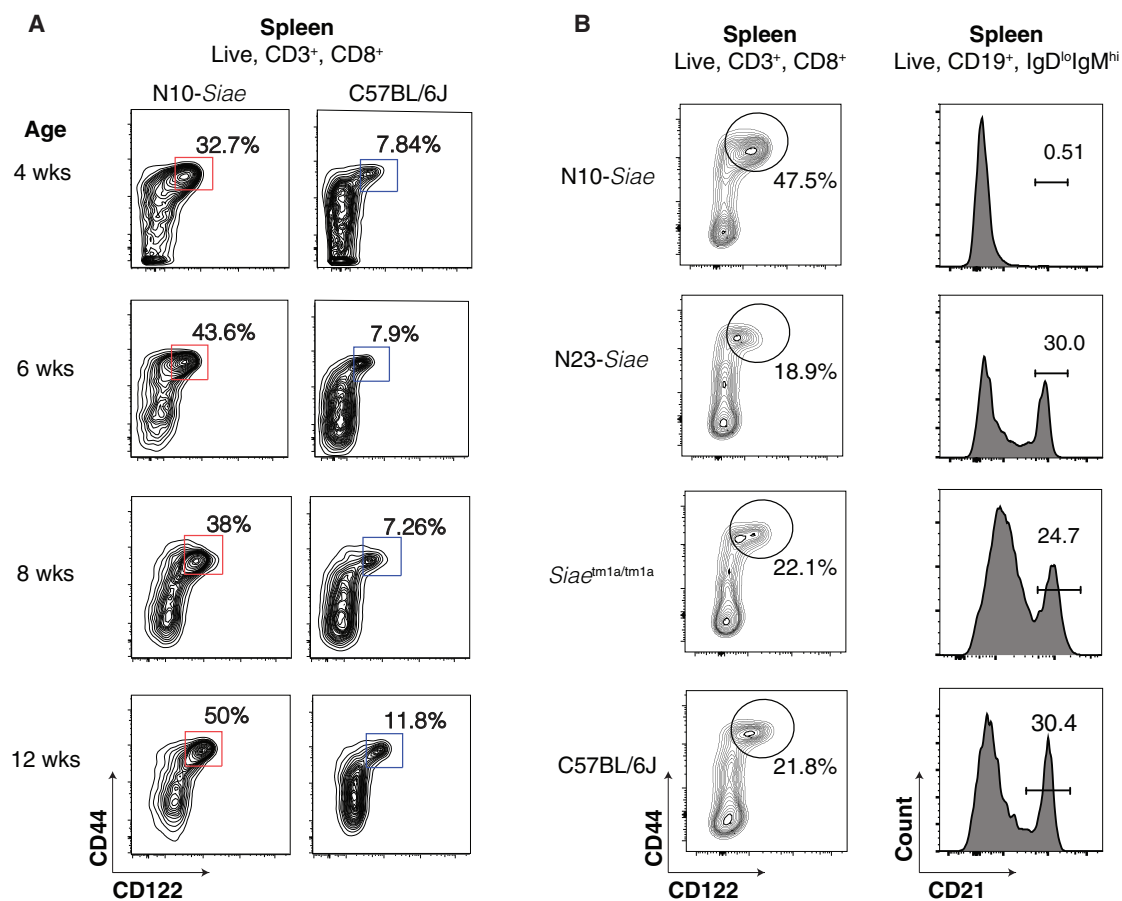 A
Spleen
Live, CD3⁺, CD8⁺
N10-Siae C57BL/6J
Age
4 wks
32.7%
7.84%
6 wks
43.6%
7.9%
8 wks
38%
7.26%
12 wks
50%
11.8%
CD44
CD122
B
Spleen
Live, CD3⁺, CD8⁺
Spleen
Live, CD19⁺, IgDˡᵒIgMʰⁱ
N10-Siae
47.5%
0.51
N23-Siae
18.9%
30.0
Siaeᵗᵐ¹ᵃ/ᵗᵐ¹ᵃ
22.1%
24.7
C57BL/6J
21.8%
30.4
CD44
CD122
Count
CD21